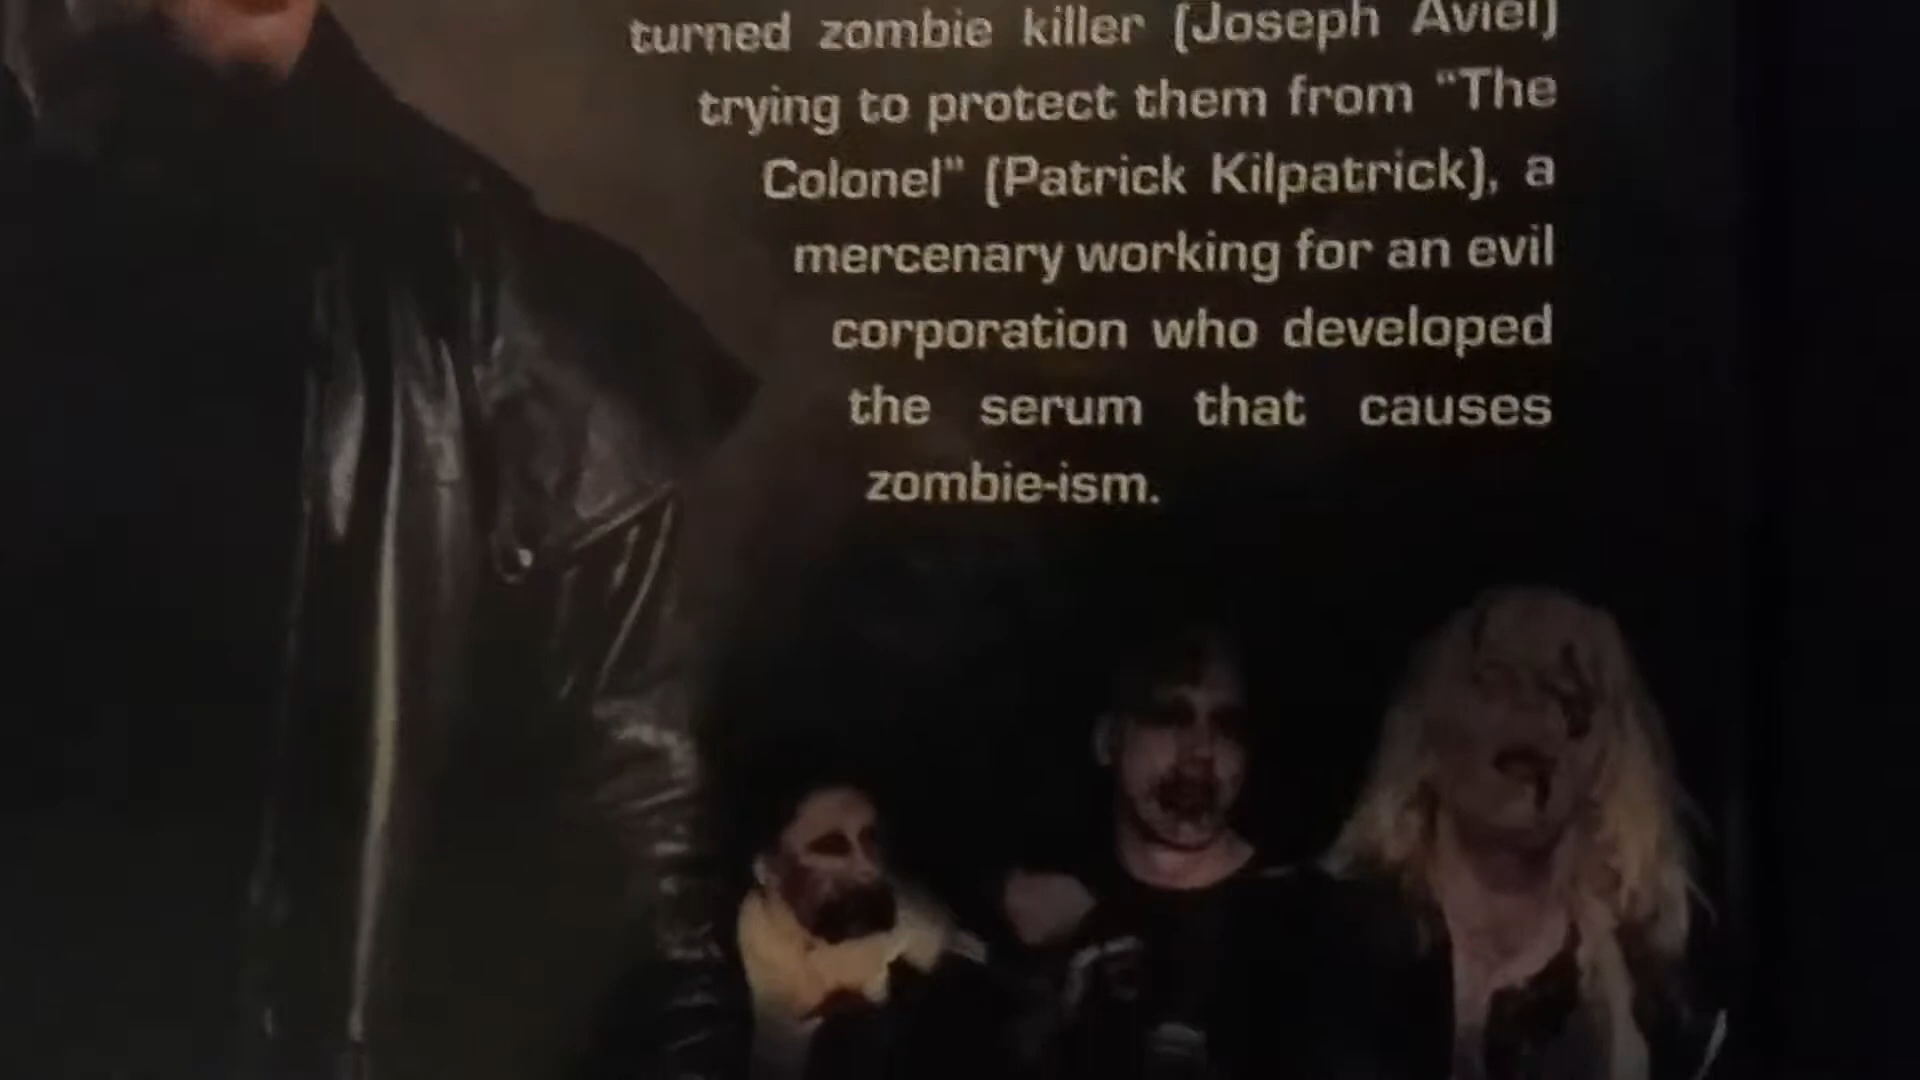 turned zombie killer (Joseph Aviel)
trying to protect them from "The
Colonel" (Patrick Kilpatrick), a
mercenary working for an evil
corporation who developed
the serum that causes
zombie-ism.